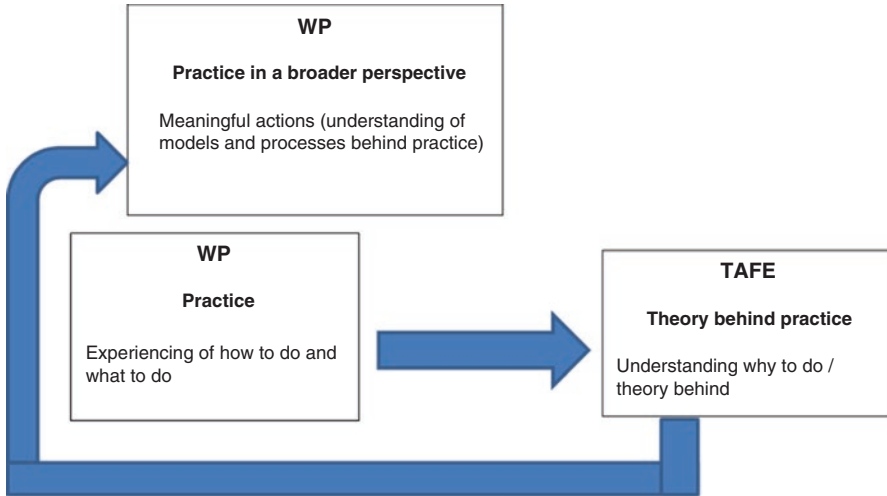 WP
Practice in a broader perspective
Meaningful actions (understanding of
models and processes behind practice)
WP
Practice
Experiencing of how to do and
what to do
TAFE
Theory behind practice
Understanding why to do /
theory behind